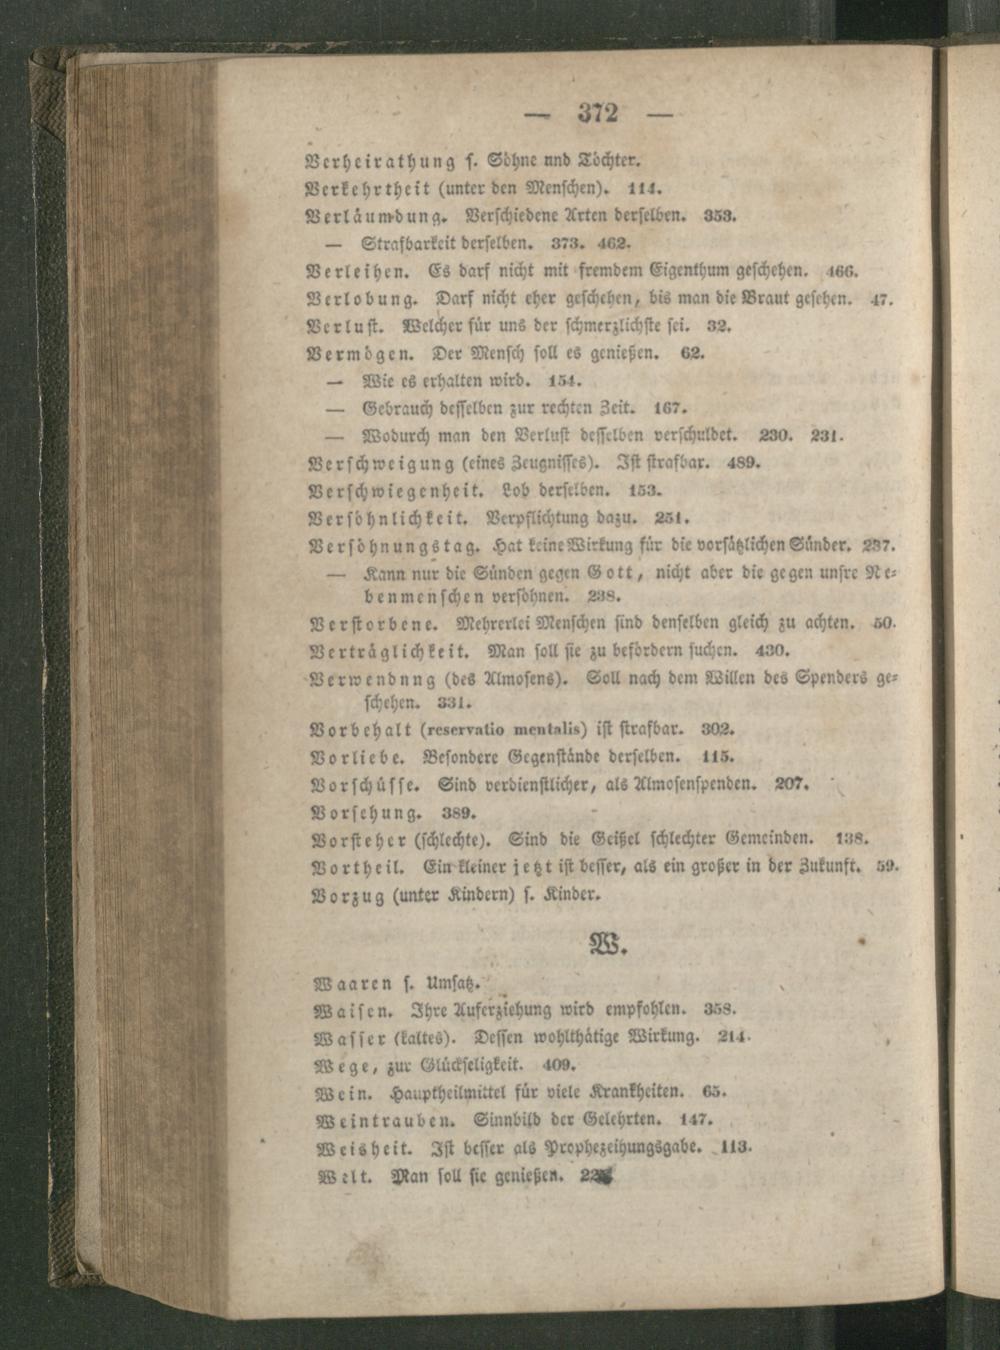 — 372 —
Verheirathung s. Söhne nnd Töchter.
Verkehrtheit (unter den Menschen). 114.
Verläumdung. Verschiedene Arten derselben. 353.
— Strafbarkeit derselben. 373. 462.
Verleihen. Es darf nicht mit fremdem Eigenthum geschehen. 466.
Verlobung. Darf nicht eher geschehen, bis man die Braut gesehen. 47.
Verlust. Welcher für uns der schmerzlichste sei. 32.
Vermögen. Der Mensch soll es genießen. 62.
— Wie es erhalten wird. 154.
— Gebrauch desselben zur rechten Zeit. 167.
— Wodurch man den Verlust desselben verschuldet. 230. 231.
Verschweigung (eines Zeugnisses). Ist strafbar. 489.
Verschwiegenheit. Lob derselben. 153.
Versöhnlichkeit. Verpflichtung dazu. 251.
Versöhnungstag. Hat keine Wirkung für die vorsätzlichen Sünder. 237.
— Kann nur die Sünden gegen Gott, nicht aber die gegen unsre Ne-
benmenschen versöhnen. 238.
Verstorbene. Mehrerlei Menschen sind denselben gleich zu achten. 50.
Verträglichkeit. Man soll sie zu befördern suchen. 430.
Verwendnng (des Almosens). Soll nach dem Willen des Spenders ge-
schehen. 331.
Vorbehalt (reservatio mentalis) ist strafbar. 302.
Vorliebe. Besondere Gegenstände derselben. 115.
Vorschüsse. Sind verdienstlicher, als Almosenspenden. 207.
Vorsehung. 389.
Vorsteher (schlechte). Sind die Geißel schlechter Gemeinden. 138.
Vortheil. Ein kleiner jetzt ist besser, als ein großer in der Zukunft. 59.
Vorzug (unter Kindern) s. Kinder.
W.
Waaren s. Umsatz.
Waisen. Ihre Auferziehung wird empfohlen. 358.
Wasser (kaltes). Dessen wohlthätige Wirkung. 214.
Wege, zur Glückseligkeit. 409.
Wein. Hauptheilmittel für viele Krankheiten. 65.
Weintrauben. Sinnbild der Gelehrten. 147.
Weisheit. Ist besser als Prophezeihungsgabe. 113.
Welt. Man soll sie genießen.